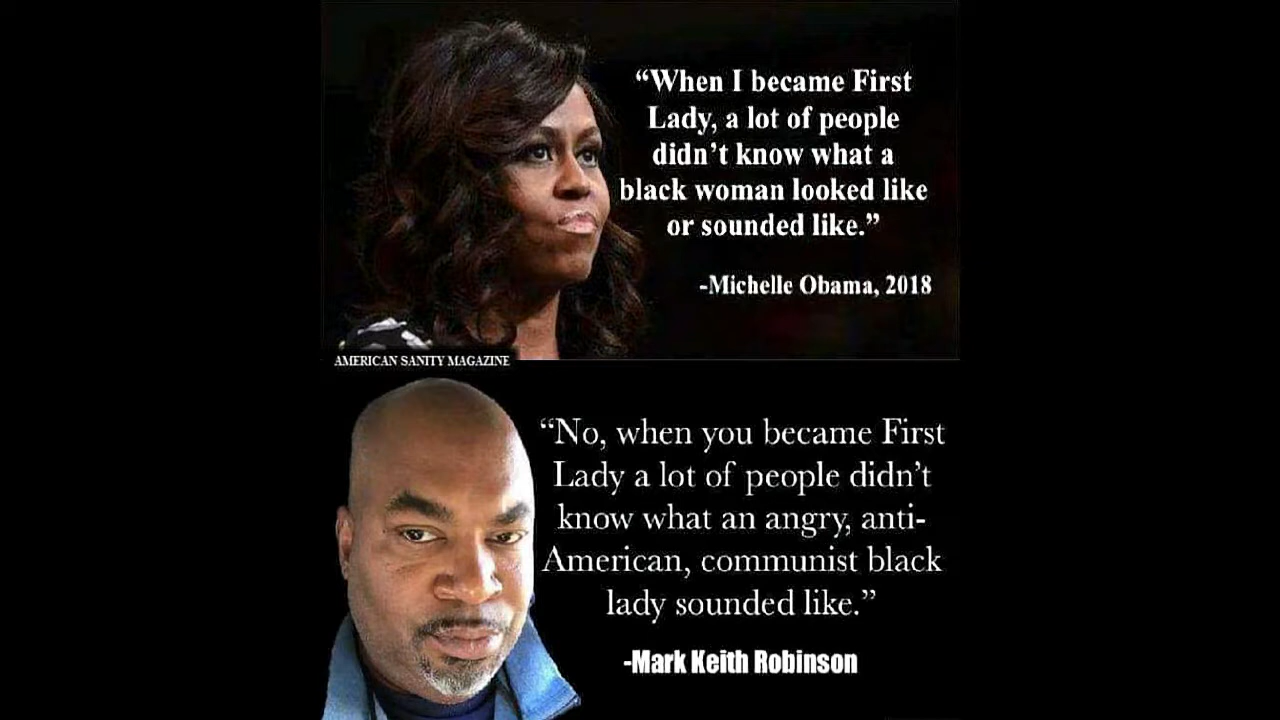 “When I became First
Lady, a lot of people
didn’t know what a
black woman looked like
or sounded like.”
-Michelle Obama, 2018
AMERICAN SANITY MAGAZINE
“No, when you became First
Lady a lot of people didn’t
know what an angry, anti-
American, communist black
lady sounded like.”
-Mark Keith Robinson